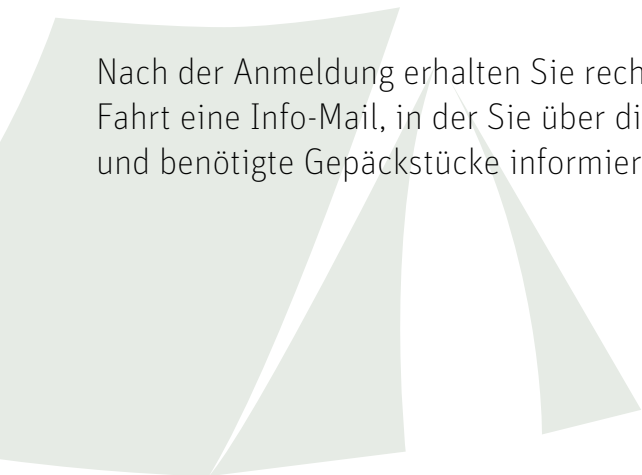 Nach der Anmeldung erhalten Sie rech
Fahrt eine Info-Mail, in der Sie über di
und benötigte Gepäckstücke informier